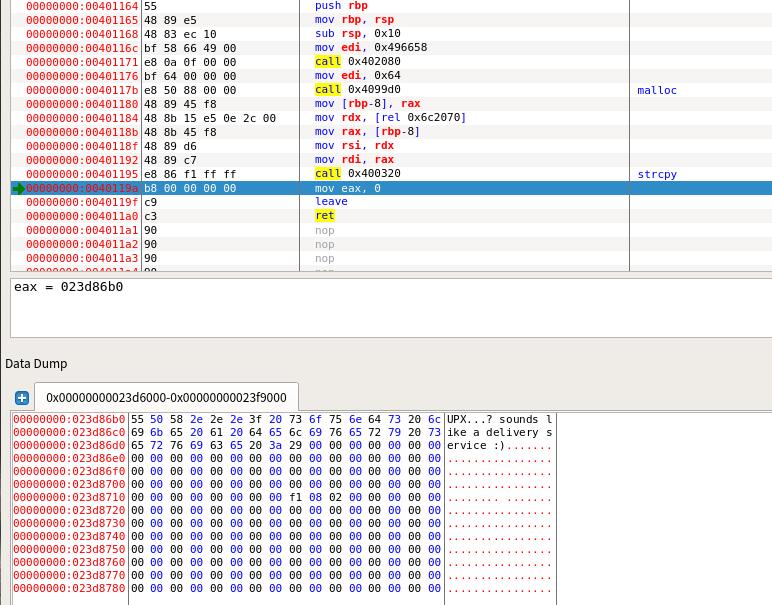 00000000:00401164 55 push rbp
00000000:00401165 48 89 e5 mov rbp, rsp
00000000:00401168 48 83 ec 10 sub rsp, 0x10
00000000:0040116c bf 58 66 49 00 mov edi, 0x496658
00000000:00401171 e8 0a 0f 00 00 call 0x402080
00000000:00401176 bf 64 00 00 00 mov edi, 0x64
00000000:0040117b e8 50 88 00 00 call 0x4099d0 malloc
00000000:00401180 48 89 45 f8 mov [rbp-8], rax
00000000:00401184 48 8b 15 e5 0e 2c 00 mov rdx, [rel 0x6c2070]
00000000:0040118b 48 8b 45 f8 mov rax, [rbp-8]
00000000:0040118f 48 89 d6 mov rsi, rdx
00000000:00401192 48 89 c7 mov rdi, rax
00000000:00401195 e8 86 f1 ff ff call 0x400320 strcpy
00000000:0040119a b8 00 00 00 00 mov eax, 0
00000000:0040119f c9 leave
00000000:004011a0 c3 ret
00000000:004011a1 90 nop
00000000:004011a2 90 nop
00000000:004011a3 90 nop
eax = 023d86b0
Data Dump
0x00000000023d6000-0x00000000023f9000
00000000:023d86b0 55 50 58 2e 2e 2e 3f 20 73 6f 75 6e 64 73 20 6c UPX...? sounds l
00000000:023d86c0 69 6b 65 20 61 20 64 65 6c 69 76 65 72 79 20 73 ike a delivery s
00000000:023d86d0 65 72 76 69 63 65 20 3a 29 00 00 00 00 00 00 00 ervice :).......
00000000:023d86e0 00 00 00 00 00 00 00 00 00 00 00 00 00 00 00 00 ................
00000000:023d86f0 00 00 00 00 00 00 00 00 00 00 00 00 00 00 00 00 ................
00000000:023d8700 00 00 00 00 00 00 00 00 00 00 00 00 00 00 00 00 ................
00000000:023d8710 00 00 00 00 00 00 00 00 f1 08 02 00 00 00 00 00 ........ .......
00000000:023d8720 00 00 00 00 00 00 00 00 00 00 00 00 00 00 00 00 ................
00000000:023d8730 00 00 00 00 00 00 00 00 00 00 00 00 00 00 00 00 ................
00000000:023d8740 00 00 00 00 00 00 00 00 00 00 00 00 00 00 00 00 ................
00000000:023d8750 00 00 00 00 00 00 00 00 00 00 00 00 00 00 00 00 ................
00000000:023d8760 00 00 00 00 00 00 00 00 00 00 00 00 00 00 00 00 ................
00000000:023d8770 00 00 00 00 00 00 00 00 00 00 00 00 00 00 00 00 ................
00000000:023d8780 00 00 00 00 00 00 00 00 00 00 00 00 00 00 00 00 ................